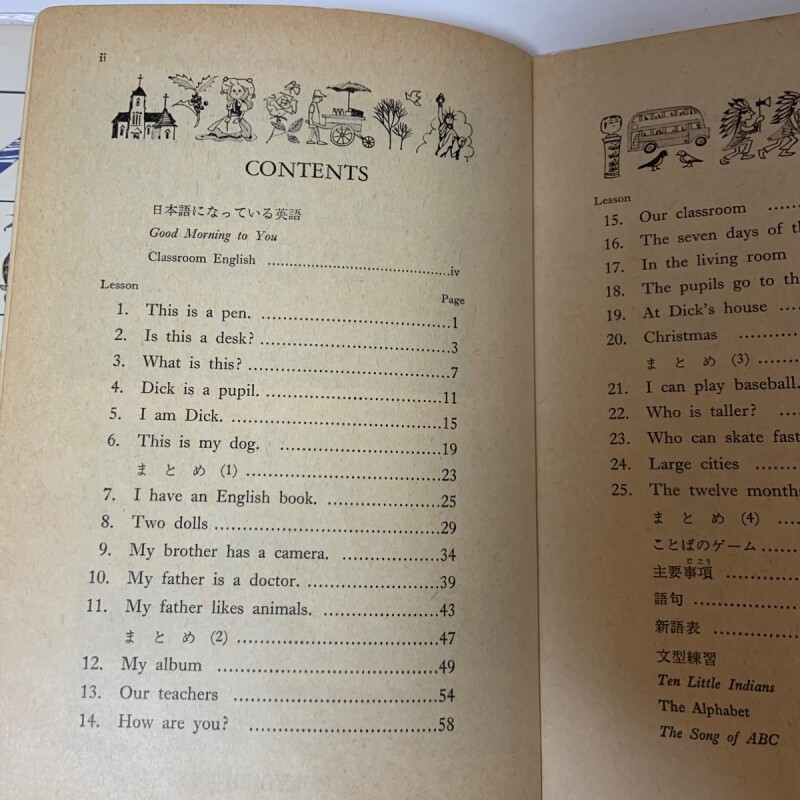 ii
CONTENTS
日本語になっている英語
Good Morning to You
Classroom English ..............................iv
Lesson Page
1. This is a pen. ..............................1
2. Is this a desk? ..............................3
3. What is this? ..............................7
4. Dick is a pupil. ..............................11
5. I am Dick. ..............................15
6. This is my dog. ..............................19
まとめ (1) ..............................23
7. I have an English book. ..............................25
8. Two dolls ..............................29
9. My brother has a camera. ..............................34
10. My father is a doctor. ..............................39
11. My father likes animals. ..............................43
まとめ (2) ..............................47
12. My album ..............................49
13. Our teachers ..............................54
14. How are you? ..............................58
Lesson
15. Our classroom .....
16. The seven days of
17. In the living room
18. The pupils go to
19. At Dick's house ....
20. Christmas .........
まとめ (3) .......
21. I can play baseball.
22. Who is taller? ......
23. Who can skate
24. Large cities .......
25. The twelve months
まとめ (4) .....
ことばのゲーム ......
主要事項 ..........
じこう
語句 ..............
新語表 ............
文型練習
Ten Little Indians
The Alphabet
The Song of ABC